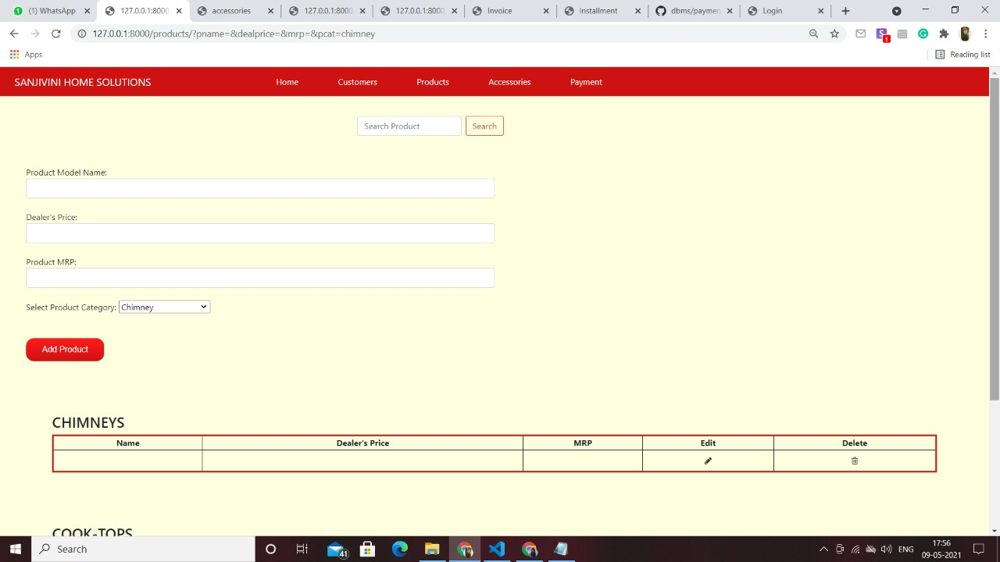 (1) WhatsApp
127.0.0.1:8000
accessories
127.0.0.1:8000
127.0.0.1:8000
Invoice
Installment
dbms/paymen
Login
127.0.0.1:8000/products/?pname=&dealprice=&mrp=&pcat=chimney
Apps
Reading list
SANJIVINI HOME SOLUTIONS
Home
Customers
Products
Accessories
Payment
Search Product
Search
Product Model Name:
Dealer's Price:
Product MRP:
Select Product Category: Chimney
Add Product
CHIMNEYS
Name Dealer's Price MRP Edit Delete
COOK-TOPS
Search
41
ENG
17:56
09-05-2021